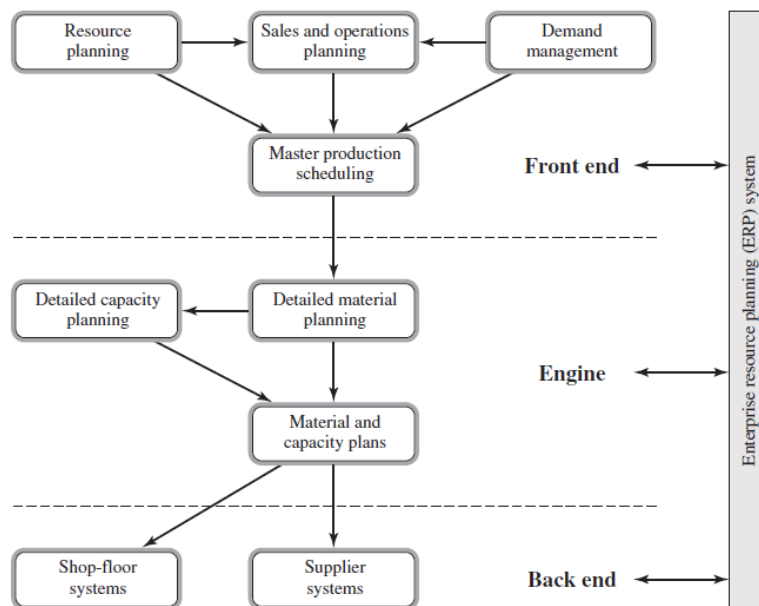 Resource
planning
Sales and operations
planning
Demand
management
Master production
scheduling
Front end
Detailed capacity
planning
Detailed material
planning
Engine
Material and
capacity plans
Shop-floor
systems
Supplier
systems
Back end
Enterprise resource planning (ERP) system